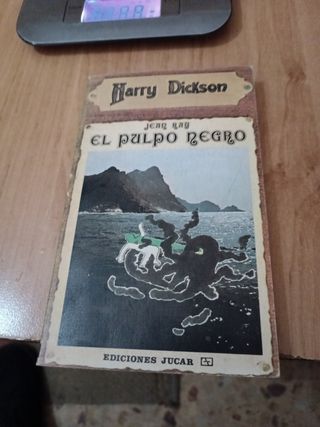 Harry Dickson
JEAN RAY
EL PULPO NEGRO
EDICIONES JUCAR